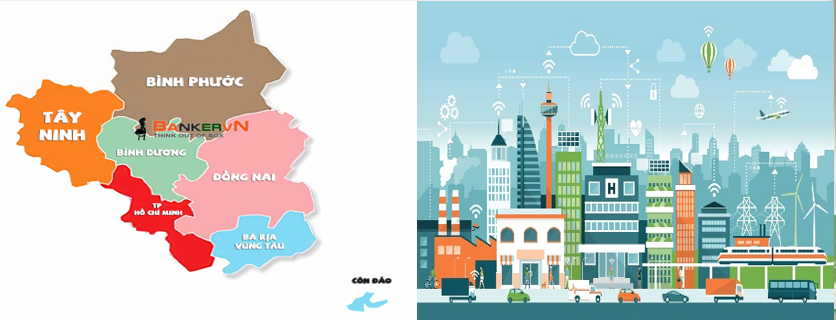 BÌNH PHƯỚC
TÂY
NINH
BANKERVN
THINK OUT OF BOX
BÌNH DƯƠNG
ĐỒNG NAI
TP
HỒ CHÍ MINH
BÀ RỊA
VŨNG TÀU
CÔN ĐẢO
H